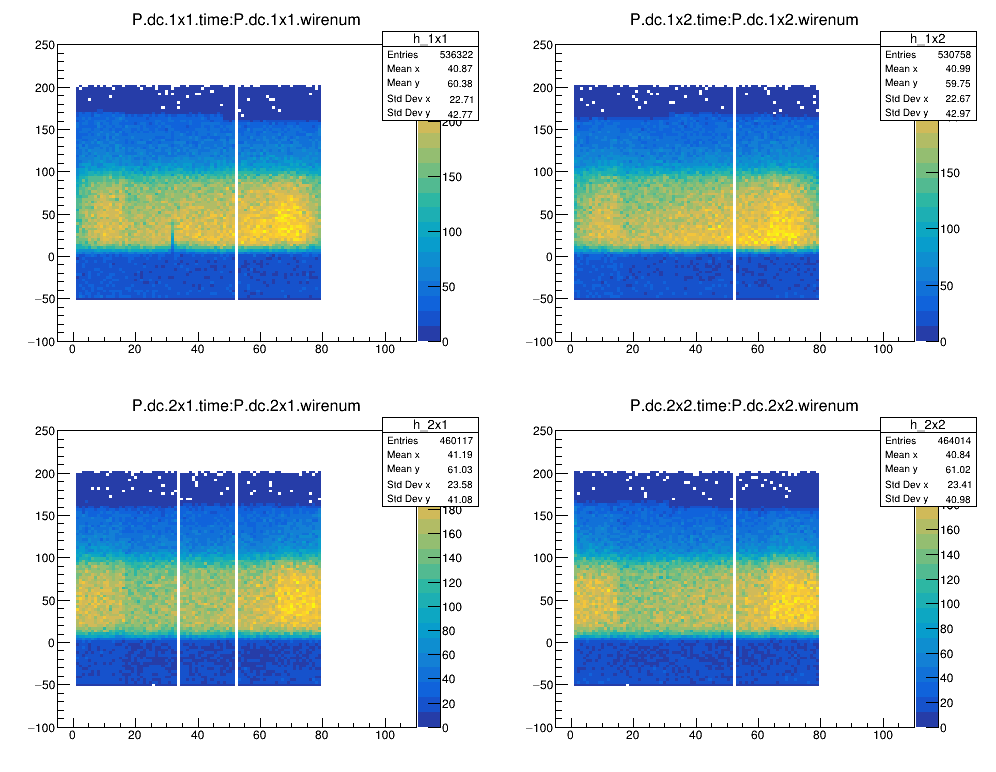 P.dc.1x1.time:P.dc.1x1.wirenum
h_1x1
Entries 536322
Mean x 40.87
Mean y 60.38
Std Dev x 22.71
Std Dev y 42.77
250
200
150
100
50
0
−50
−100
0 20 40 60 80 100
200
150
100
50
0
P.dc.1x2.time:P.dc.1x2.wirenum
h_1x2
Entries 530758
Mean x 40.99
Mean y 59.75
Std Dev x 22.67
Std Dev y 42.97
250
200
150
100
50
0
−50
−100
0 20 40 60 80 100
150
100
50
0
P.dc.2x1.time:P.dc.2x1.wirenum
h_2x1
Entries 460117
Mean x 41.19
Mean y 61.03
Std Dev x 23.58
Std Dev y 41.08
250
200
150
100
50
0
−50
−100
0 20 40 60 80 100
180
160
140
120
100
80
60
40
20
0
P.dc.2x2.time:P.dc.2x2.wirenum
h_2x2
Entries 464014
Mean x 40.84
Mean y 61.02
Std Dev x 23.41
Std Dev y 40.98
250
200
150
100
50
0
−50
−100
0 20 40 60 80 100
160
140
120
100
80
60
40
20
0